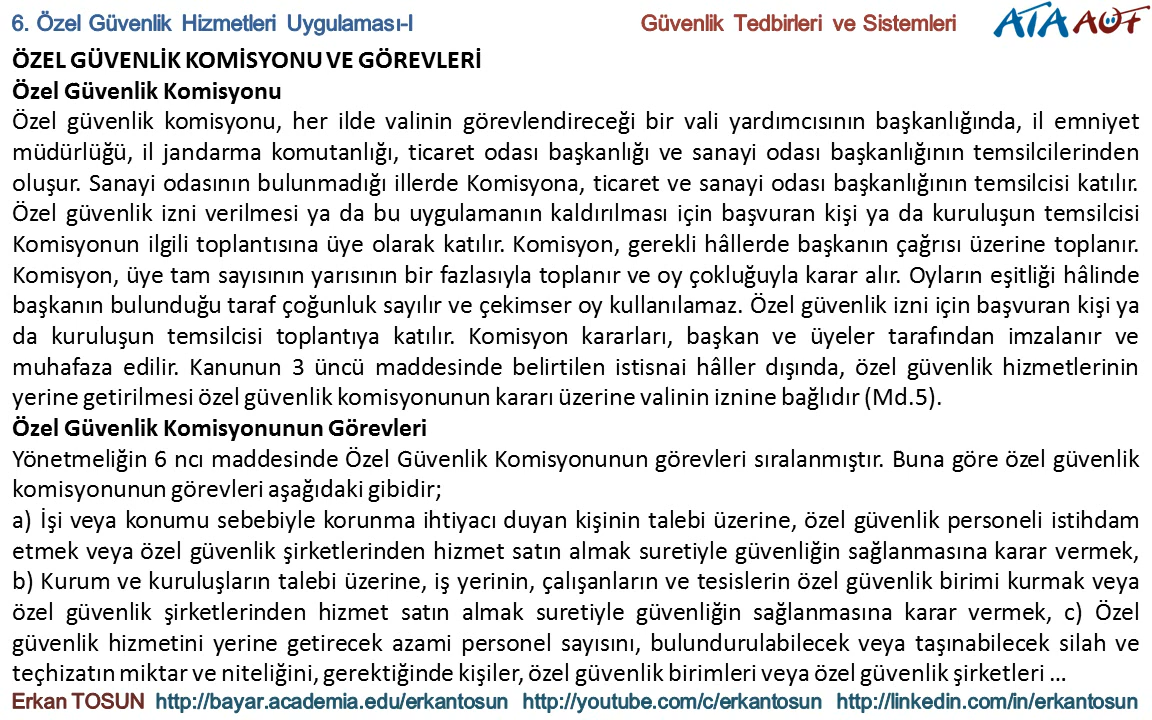 6. Özel Güvenlik Hizmetleri Uygulaması-I Güvenlik Tedbirleri ve Sistemleri ATA AÖF
ÖZEL GÜVENLİK KOMİSYONU VE GÖREVLERİ
Özel Güvenlik Komisyonu
Özel güvenlik komisyonu, her ilde valinin görevlendireceği bir vali yardımcısının başkanlığında, il emniyet
müdürlüğü, il jandarma komutanlığı, ticaret odası başkanlığı ve sanayi odası başkanlığının temsilcilerinden
oluşur. Sanayi odasının bulunmadığı illerde Komisyona, ticaret ve sanayi odası başkanlığının temsilcisi katılır.
Özel güvenlik izni verilmesi ya da bu uygulamanın kaldırılması için başvuran kişi ya da kuruluşun temsilcisi
Komisyonun ilgili toplantısına üye olarak katılır. Komisyon, gerekli hâllerde başkanın çağrısı üzerine toplanır.
Komisyon, üye tam sayısının yarısının bir fazlasıyla toplanır ve oy çokluğuyla karar alır. Oyların eşitliği hâlinde
başkanın bulunduğu taraf çoğunluk sayılır ve çekimser oy kullanılamaz. Özel güvenlik izni için başvuran kişi ya
da kuruluşun temsilcisi toplantıya katılır. Komisyon kararları, başkan ve üyeler tarafından imzalanır ve
muhafaza edilir. Kanunun 3 üncü maddesinde belirtilen istisnai hâller dışında, özel güvenlik hizmetlerinin
yerine getirilmesi özel güvenlik komisyonunun kararı üzerine valinin iznine bağlıdır (Md.5).
Özel Güvenlik Komisyonunun Görevleri
Yönetmeliğin 6 ncı maddesinde Özel Güvenlik Komisyonunun görevleri sıralanmıştır. Buna göre özel güvenlik
komisyonunun görevleri aşağıdaki gibidir;
a) İşi veya konumu sebebiyle korunma ihtiyacı duyan kişinin talebi üzerine, özel güvenlik personeli istihdam
etmek veya özel güvenlik şirketlerinden hizmet satın almak suretiyle güvenliğin sağlanmasına karar vermek,
b) Kurum ve kuruluşların talebi üzerine, iş yerinin, çalışanların ve tesislerin özel güvenlik birimi kurmak veya
özel güvenlik şirketlerinden hizmet satın almak suretiyle güvenliğin sağlanmasına karar vermek, c) Özel
güvenlik hizmetini yerine getirecek azami personel sayısını, bulundurulabilecek veya taşınabilecek silah ve
teçhizatın miktar ve niteliğini, gerektiğinde kişiler, özel güvenlik birimleri veya özel güvenlik şirketleri ...
Erkan TOSUN http://bayar.academia.edu/erkantosun http://youtube.com/c/erkantosun http://linkedin.com/in/erkantosun